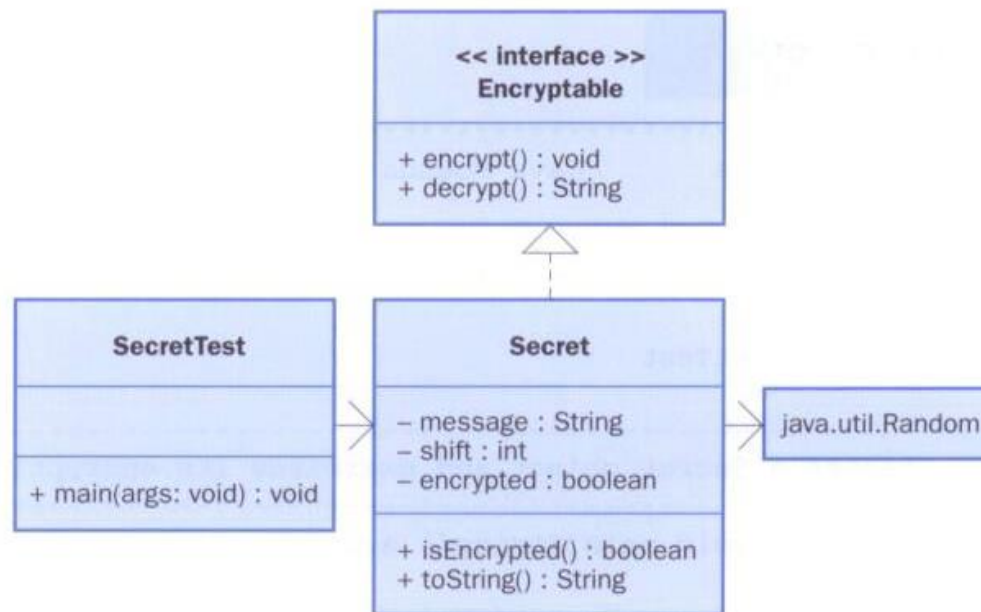 << interface >>
Encryptable
+ encrypt() : void
+ decrypt() : String
SecretTest
+ main(args: void) : void
Secret
– message : String
– shift : int
– encrypted : boolean
+ isEncrypted() : boolean
+ toString() : String
java.util.Random